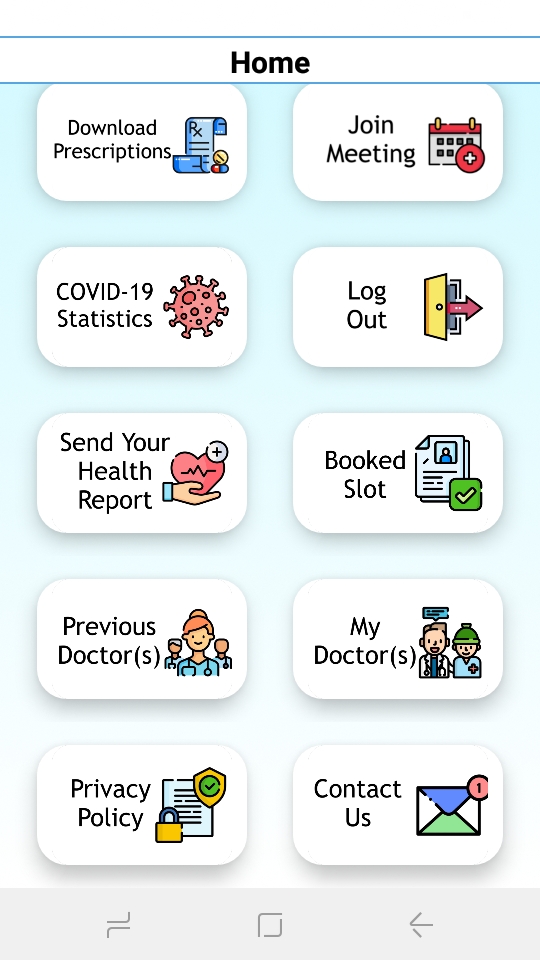 Home
Download
Prescriptions
Rx
Join
Meeting
COVID-19
Statistics
Log
Out
Send Your
Health
Report
Booked
Slot
Previous
Doctor(s)
My
Doctor(s)
Privacy
Policy
Contact
Us
1